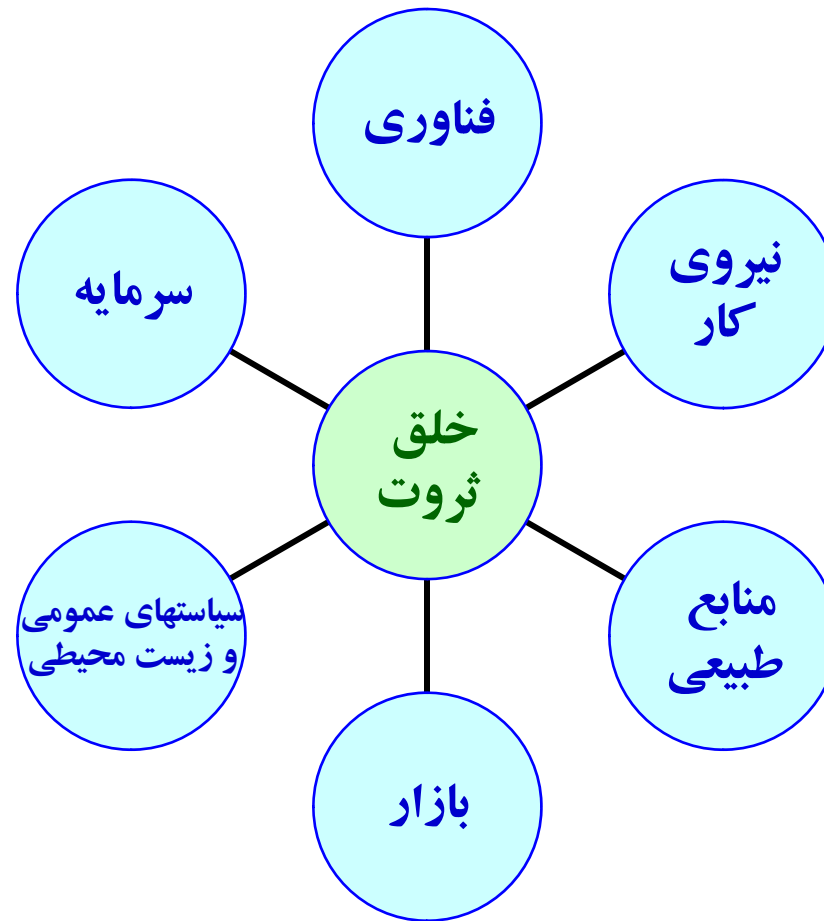 فناوری
نیروی
کار
سرمایه
خلق
ثروت
منابع
طبیعی
سیاستهای عمومی
و زیست محیطی
بازار